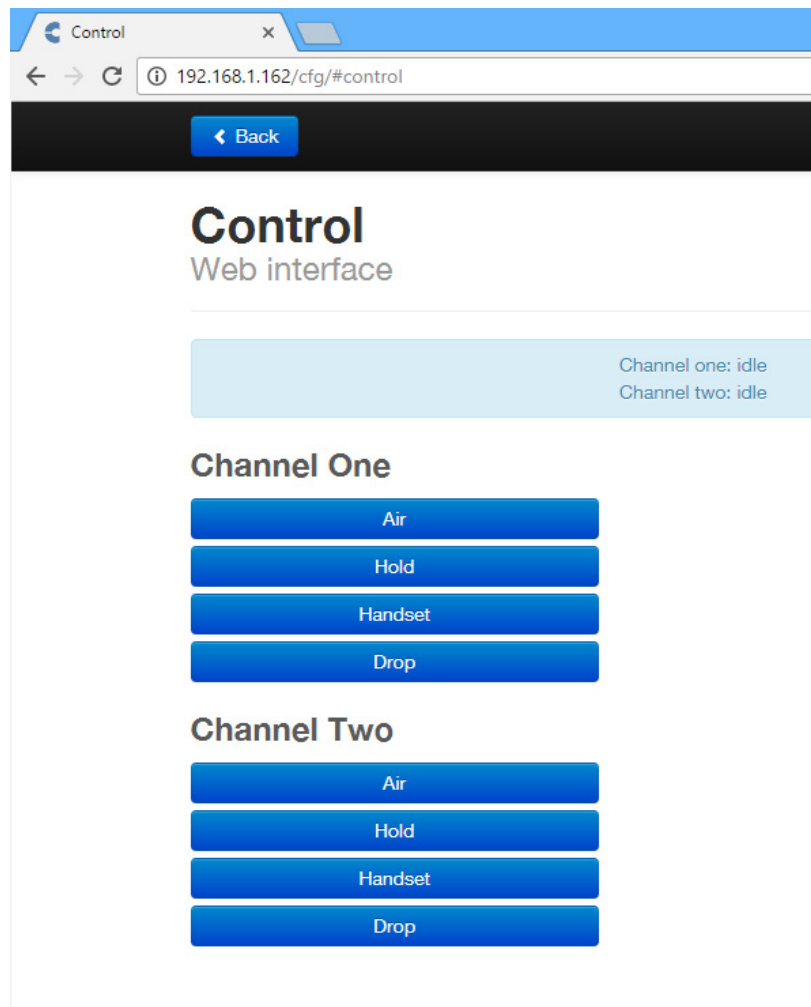 Control
192.168.1.162/cfg/#control
Back
Control
Web interface
Channel one: idle
Channel two: idle
Channel One
Air
Hold
Handset
Drop
Channel Two
Air
Hold
Handset
Drop